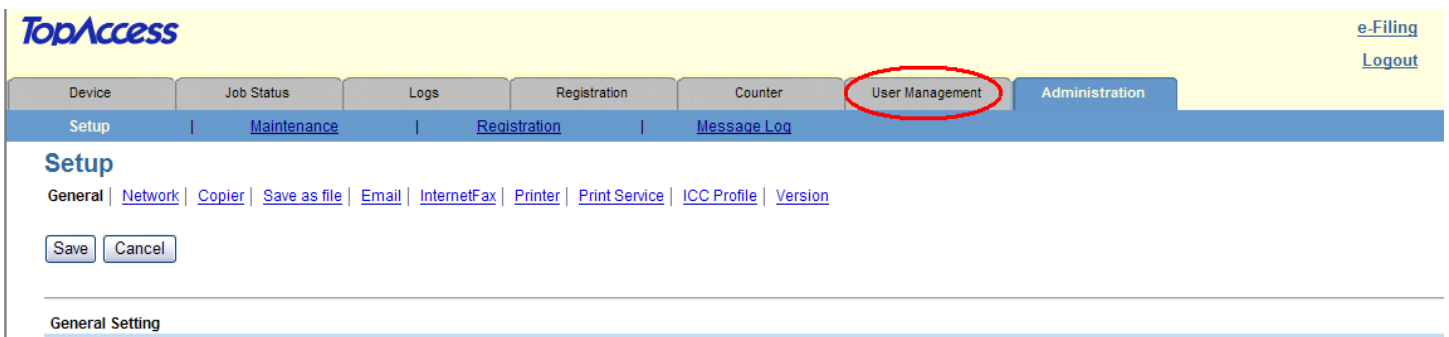 TopAccess
e-Filing
Logout
Device Job Status Logs Registration Counter User Management Administration
Setup | Maintenance | Registration | Message Log
Setup
General | Network | Copier | Save as file | Email | InternetFax | Printer | Print Service | ICC Profile | Version
Save Cancel
General Setting